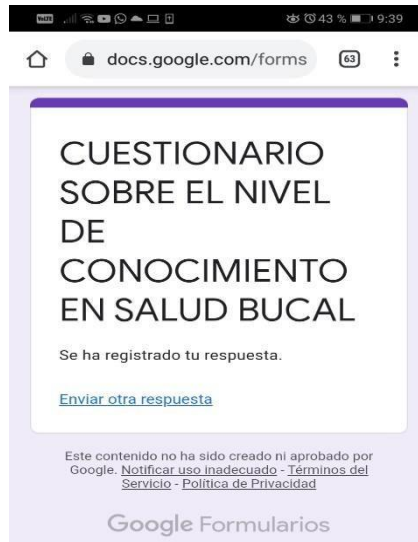 VoLTE 43 % 9:39
docs.google.com/forms 63
CUESTIONARIO
SOBRE EL NIVEL
DE
CONOCIMIENTO
EN SALUD BUCAL
Se ha registrado tu respuesta.
Enviar otra respuesta
Este contenido no ha sido creado ni aprobado por
Google. Notificar uso inadecuado - Términos del
Servicio - Política de Privacidad
Google Formularios